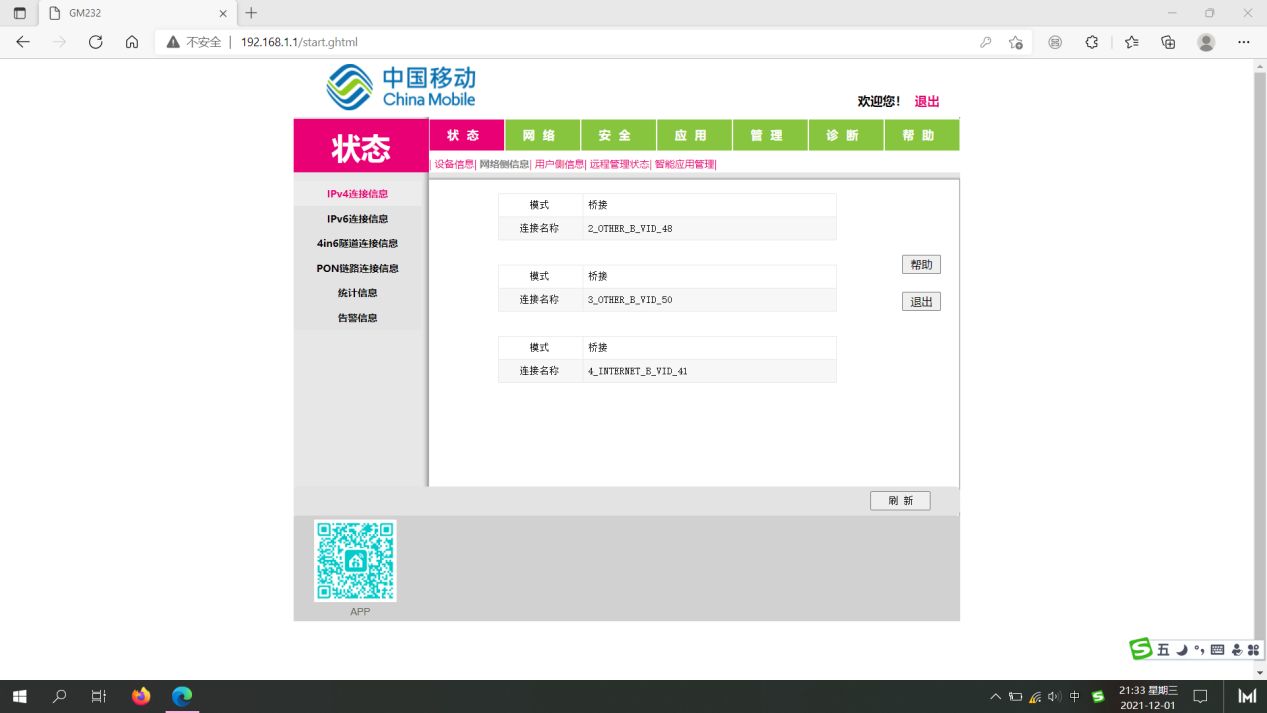 GM232
不安全 | 192.168.1.1/start.ghtml
中国移动
China Mobile
欢迎您！ 退出
状态
状 态 网 络 安 全 应 用 管 理 诊 断 帮 助
| 设备信息| 网络侧信息| 用户侧信息| 远程管理状态| 智能应用管理|
IPv4连接信息
IPv6连接信息
4in6隧道连接信息
PON链路连接信息
统计信息
告警信息
模式 桥接
连接名称 2_OTHER_B_VID_48
模式 桥接
连接名称 3_OTHER_B_VID_50
模式 桥接
连接名称 4_INTERNET_B_VID_41
帮助
退出
刷 新
APP
五
中
21:33 星期三
2021-12-01